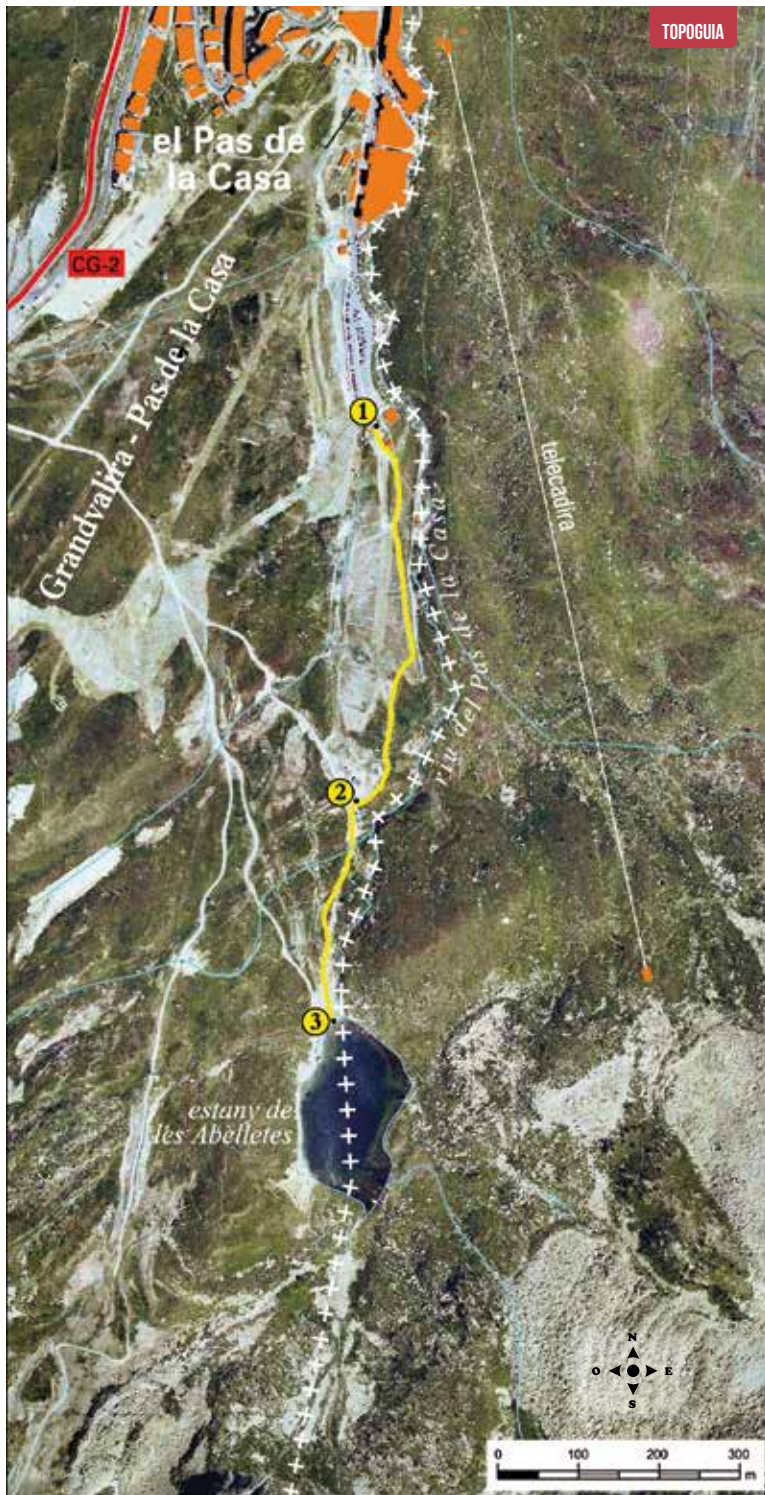 TOPOGUIA
el Pas de
la Casa
CG-2
Grandvalira - Pas de la Casa
1
telecadira
riu del Pas de la Casa
2
3
estany de
les Abelletes
N
O E
S
0 100 200 300
m